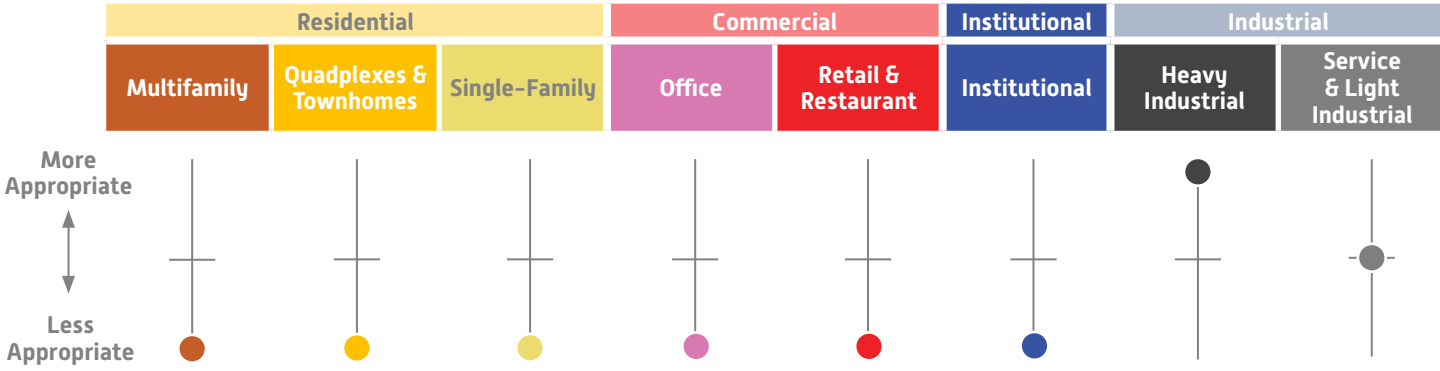 Residential
Commercial
Institutional
Industrial
Multifamily
Quadplexes &
Townhomes
Single-Family
Office
Retail &
Restaurant
Institutional
Heavy
Industrial
Service
& Light
Industrial
More
Appropriate
Less
Appropriate